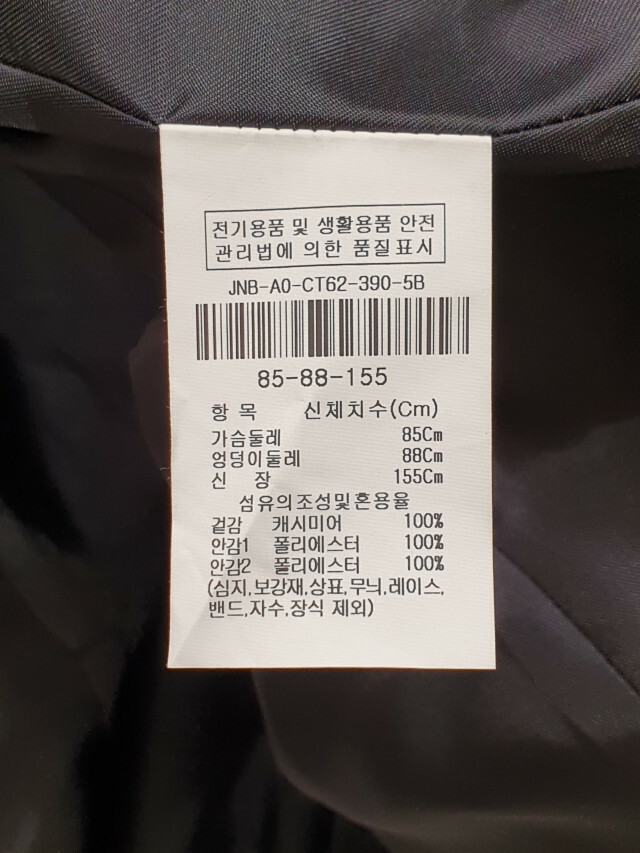 전기용품 및 생활용품 안전
관리법에 의한 품질표시
JNB-A0-CT62-390-5B
85-88-155
항 목 신체치수(Cm)
가슴둘레 85Cm
엉덩이둘레 88Cm
신 장 155Cm
섬유의조성및혼용율
겉감 캐시미어 100%
안감1 폴리에스터 100%
안감2 폴리에스터 100%
(심지,보강재,상표,무늬,레이스,
밴드,자수,장식 제외)